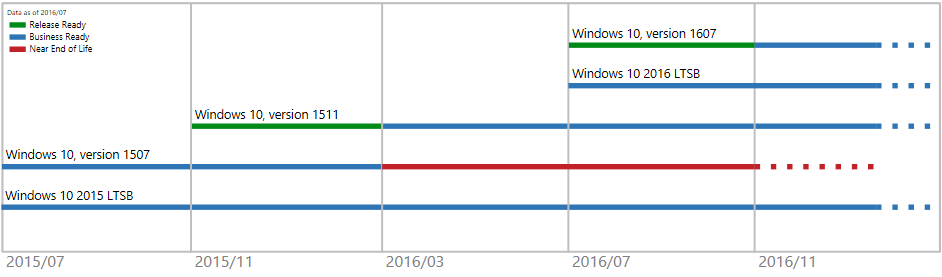 Data as of 2016/07
Release Ready
Business Ready
Near End of Life
Windows 10, version 1607
Windows 10 2016 LTSB
Windows 10, version 1511
Windows 10, version 1507
Windows 10 2015 LTSB
2015/07
2015/11
2016/03
2016/07
2016/11